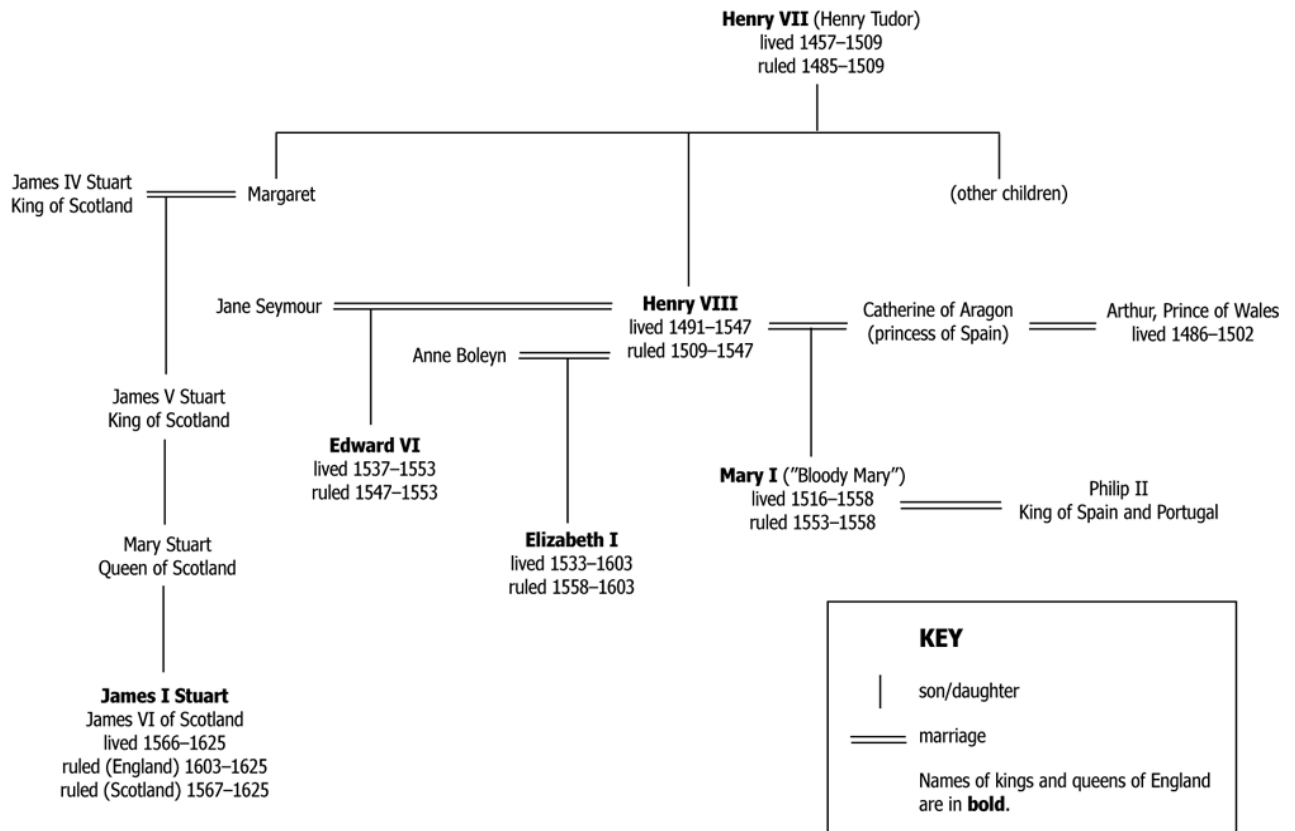 Henry VII (Henry Tudor)
lived 1457–1509
ruled 1485–1509
James IV Stuart
King of Scotland
Margaret
(other children)
Jane Seymour
Henry VIII
lived 1491–1547
ruled 1509–1547
Catherine of Aragon
(princess of Spain)
Arthur, Prince of Wales
lived 1486–1502
Anne Boleyn
James V Stuart
King of Scotland
Edward VI
lived 1537–1553
ruled 1547–1553
Mary I ("Bloody Mary")
lived 1516–1558
ruled 1553–1558
Philip II
King of Spain and Portugal
Mary Stuart
Queen of Scotland
Elizabeth I
lived 1533–1603
ruled 1558–1603
James I Stuart
James VI of Scotland
lived 1566–1625
ruled (England) 1603–1625
ruled (Scotland) 1567–1625
KEY
son/daughter
marriage
Names of kings and queens of England
are in bold.